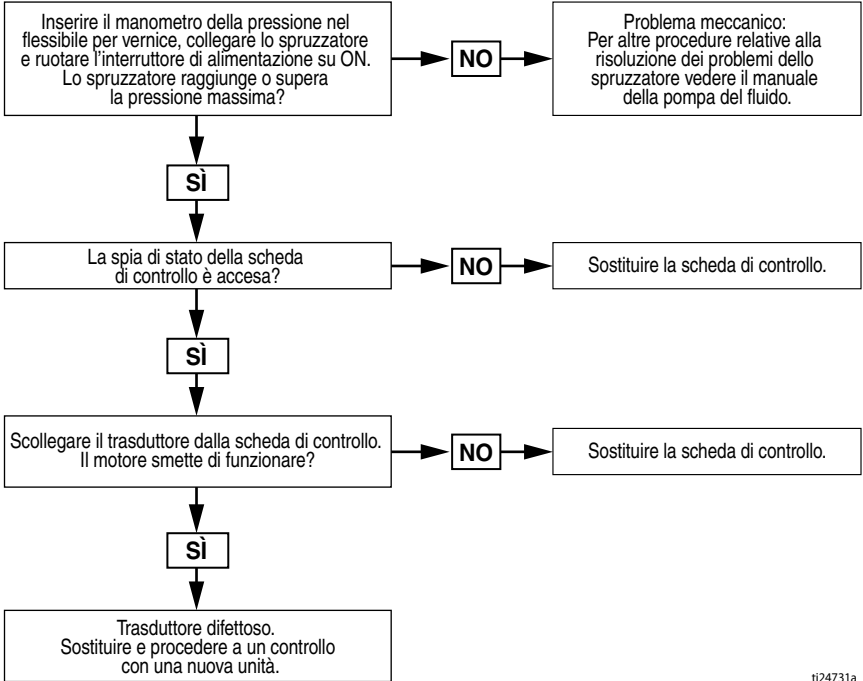 Inserire il manometro della pressione nel
flessibile per vernice, collegare lo spruzzatore
e ruotare l'interruttore di alimentazione su ON.
Lo spruzzatore raggiunge o supera
la pressione massima?
NO
Problema meccanico:
Per altre procedure relative alla
risoluzione dei problemi dello
spruzzatore vedere il manuale
della pompa del fluido.
SÌ
La spia di stato della scheda
di controllo è accesa?
NO
Sostituire la scheda di controllo.
SÌ
Scollegare il trasduttore dalla scheda di controllo.
Il motore smette di funzionare?
NO
Sostituire la scheda di controllo.
SÌ
Trasduttore difettoso.
Sostituire e procedere a un controllo
con una nuova unità.
ti24731a